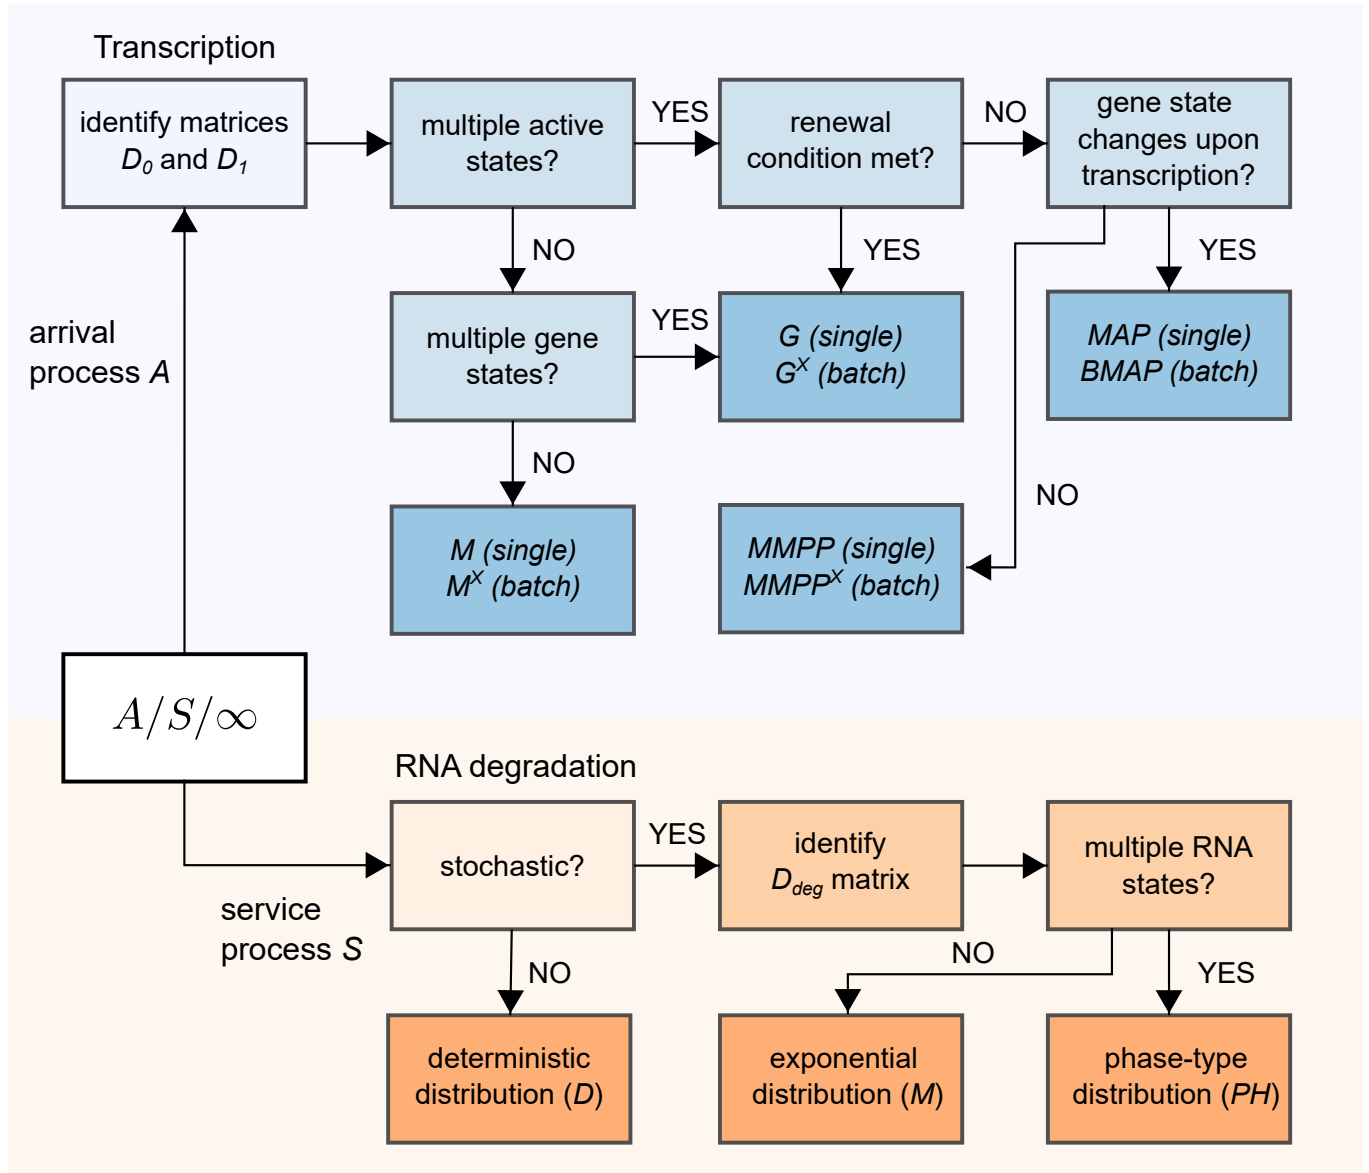 Transcription
identify matrices
D₀ and D₁
multiple active
states?
YES
renewal
condition met?
NO
gene state
changes upon
transcription?
NO
YES
YES
arrival
process A
multiple gene
states?
YES
G (single)
Gˣ (batch)
MAP (single)
BMAP (batch)
NO
NO
M (single)
Mˣ (batch)
MMPP (single)
MMPPˣ (batch)
A/S/∞
RNA degradation
stochastic?
YES
identify
D_deg matrix
multiple RNA
states?
service
process S
NO
NO
YES
deterministic
distribution (D)
exponential
distribution (M)
phase-type
distribution (PH)